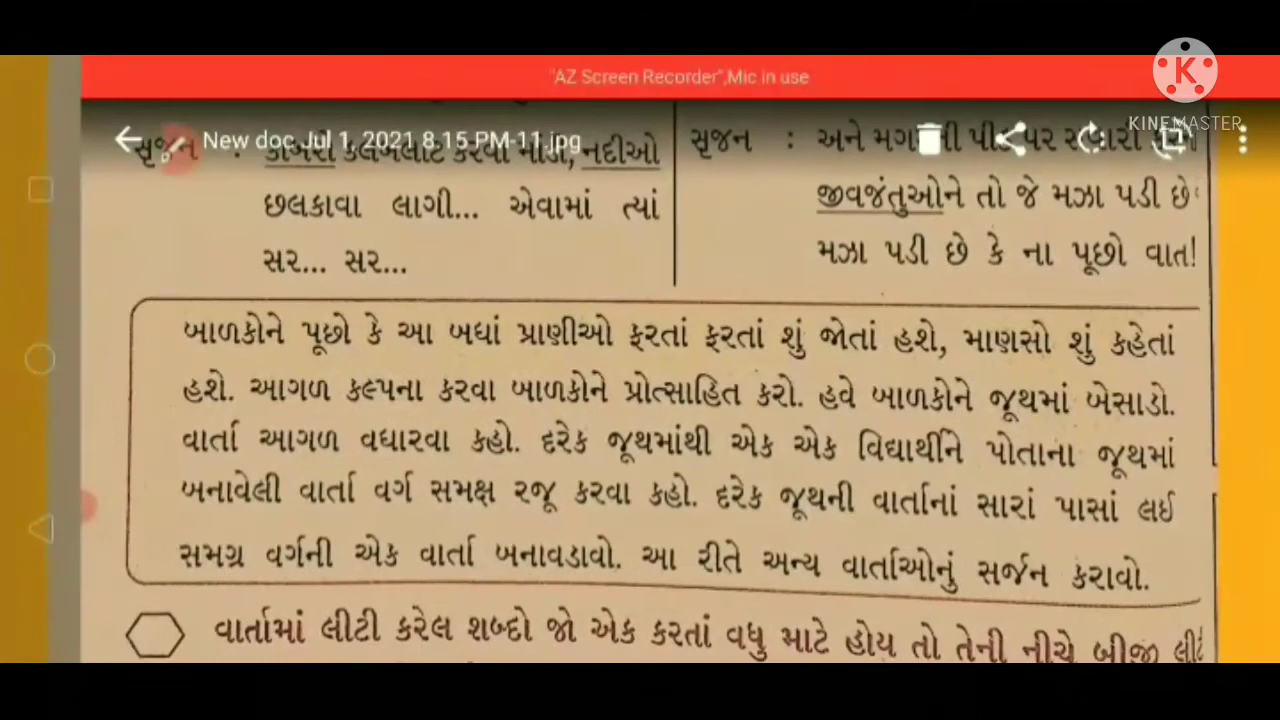 "AZ Screen Recorder",Mic in use
KINEMASTER
New doc Jul 1, 2021 8.15 PM-11.jpg
સૃજન : કાબરો કલબલાટ કરવા માંડી, નદીઓ
છલકાવા લાગી... એવામાં ત્યાં
સર... સર...
સૃજન : અને પર
જીવજંતુઓને તો જે મઝા પડી છે
મઝા પડી છે કે ના પૂછો વાત!
બાળકોને પૂછો કે આ બધાં પ્રાણીઓ ફરતાં ફરતાં શું જોતાં હશે, માણસો શું કહેતાં
હશે. આગળ કલ્પના કરવા બાળકોને પ્રોત્સાહિત કરો. હવે બાળકોને જૂથમાં બેસાડો.
વાર્તા આગળ વધારવા કહો. દરેક જૂથમાંથી એક એક વિદ્યાર્થીને પોતાના જૂથમાં
બનાવેલી વાર્તા વર્ગ સમક્ષ રજૂ કરવા કહો. દરેક જૂથની વાર્તાનાં સારાં પાસાં લઈ
સમગ્ર વર્ગની એક વાર્તા બનાવડાવો. આ રીતે અન્ય વાર્તાઓનું સર્જન કરાવો.
વાર્તામાં લીટી કરેલ શબ્દો જો એક કરતાં વધુ માટે હોય તો તેની નીચે બીજી